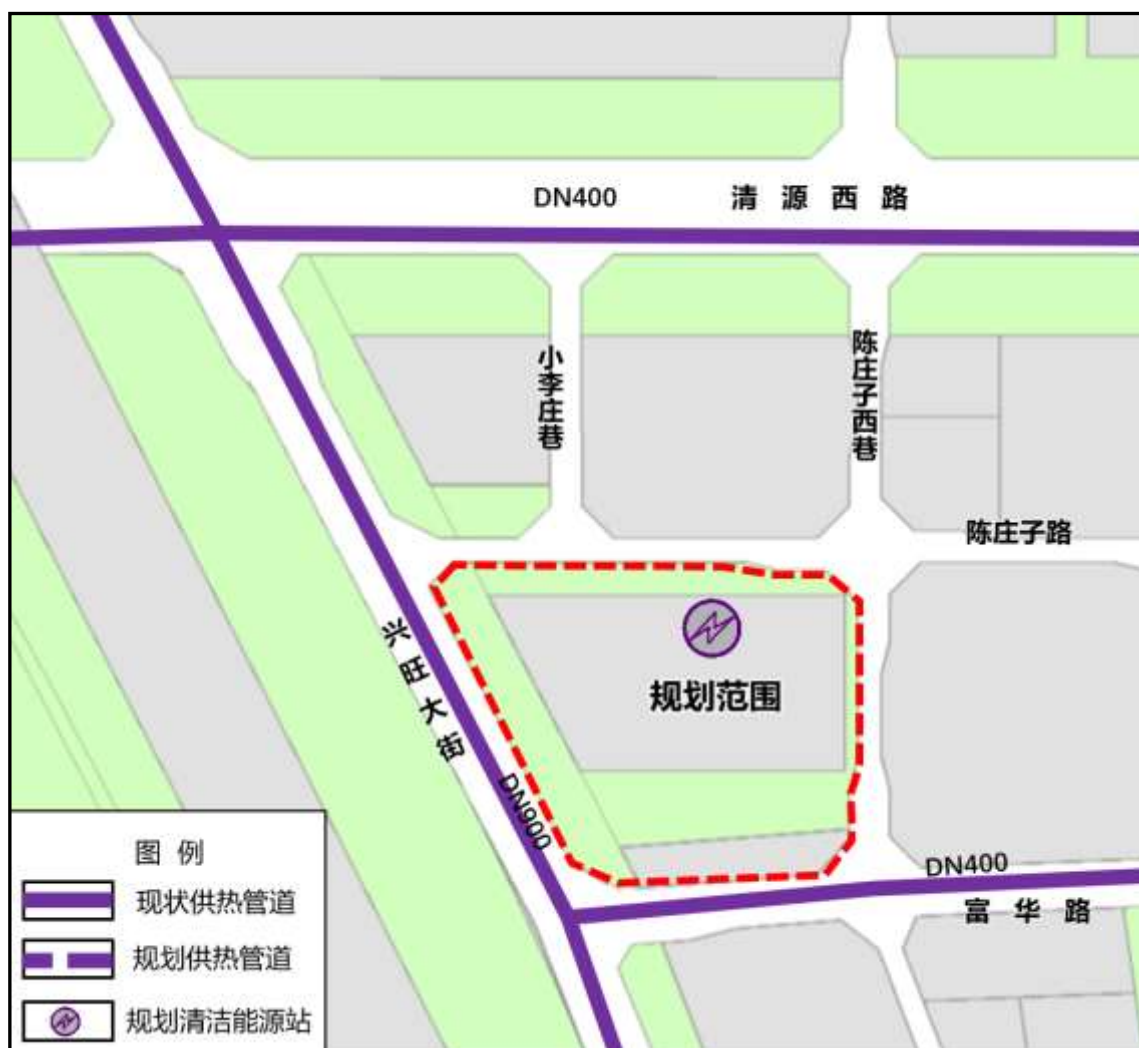 DN400
清源西路
小李庄巷
陈庄子西巷
陈庄子路
兴旺大街
规划范围
DN900
DN400
富华路
图例
现状供热管道
规划供热管道
规划清洁能源站